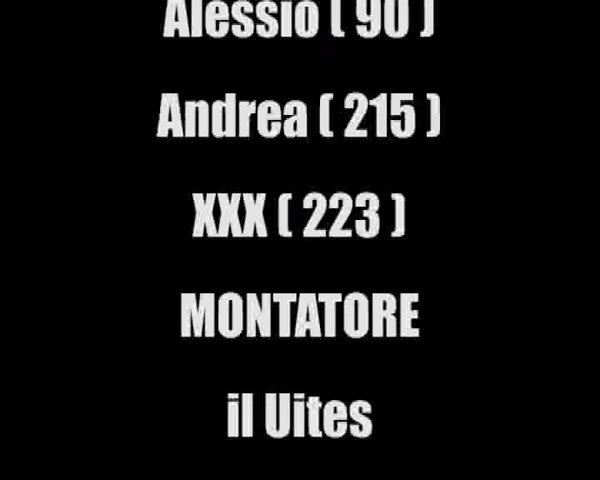 Alessio ( 90 )
Andrea ( 215 )
XXX ( 223 )
MONTATORE
il Uites